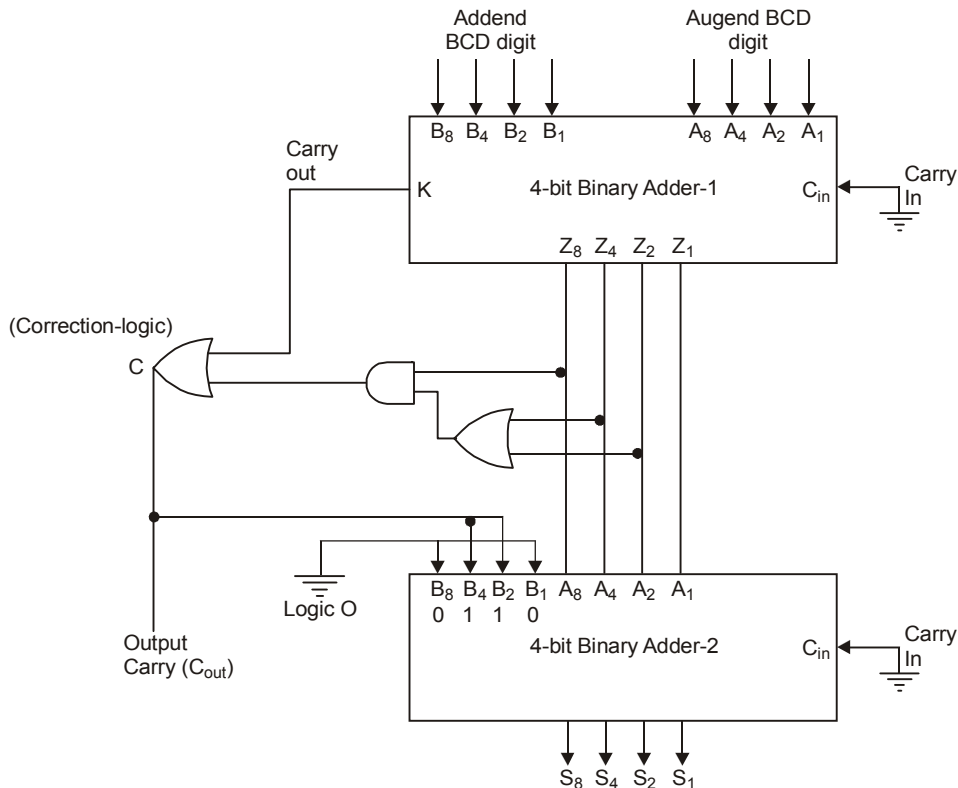 Addend
BCD digit
Augend BCD
digit
B8 B4 B2 B1
A8 A4 A2 A1
Carry
out
K
4-bit Binary Adder-1
Cin
Carry
In
Z8 Z4 Z2 Z1
(Correction-logic)
C
Logic O
B8 B4 B2 B1 A8 A4 A2 A1
0 1 1 0
Output
Carry (Cout)
4-bit Binary Adder-2
Cin
Carry
In
S8 S4 S2 S1